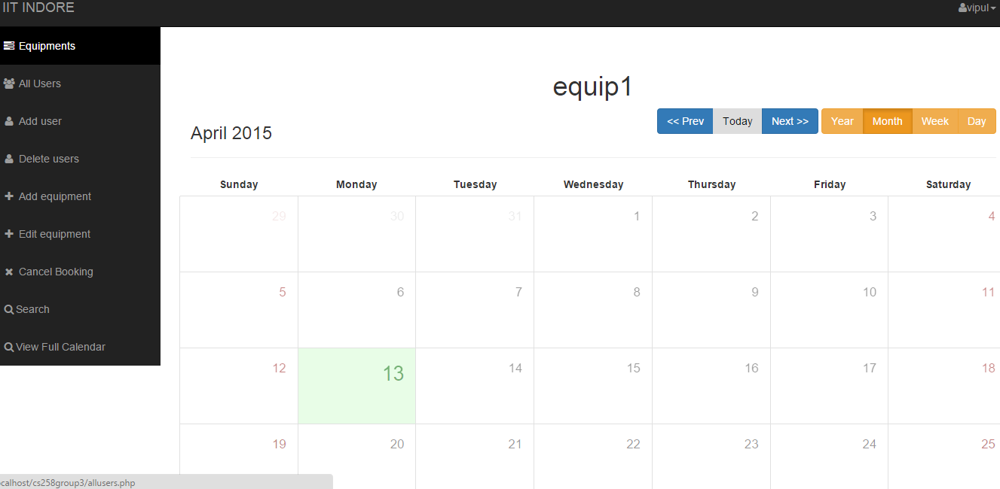 IIT INDORE
vipul
Equipments
All Users
Add user
Delete users
Add equipment
Edit equipment
Cancel Booking
Search
View Full Calendar
equip1
<< Prev Today Next >> Year Month Week Day
April 2015
Sunday Monday Tuesday Wednesday Thursday Friday Saturday
29 30 31 1 2 3 4
5 6 7 8 9 10 11
12 13 14 15 16 17 18
19 20 21 22 23 24 25
ocalhost/cs258group3/allusers.php